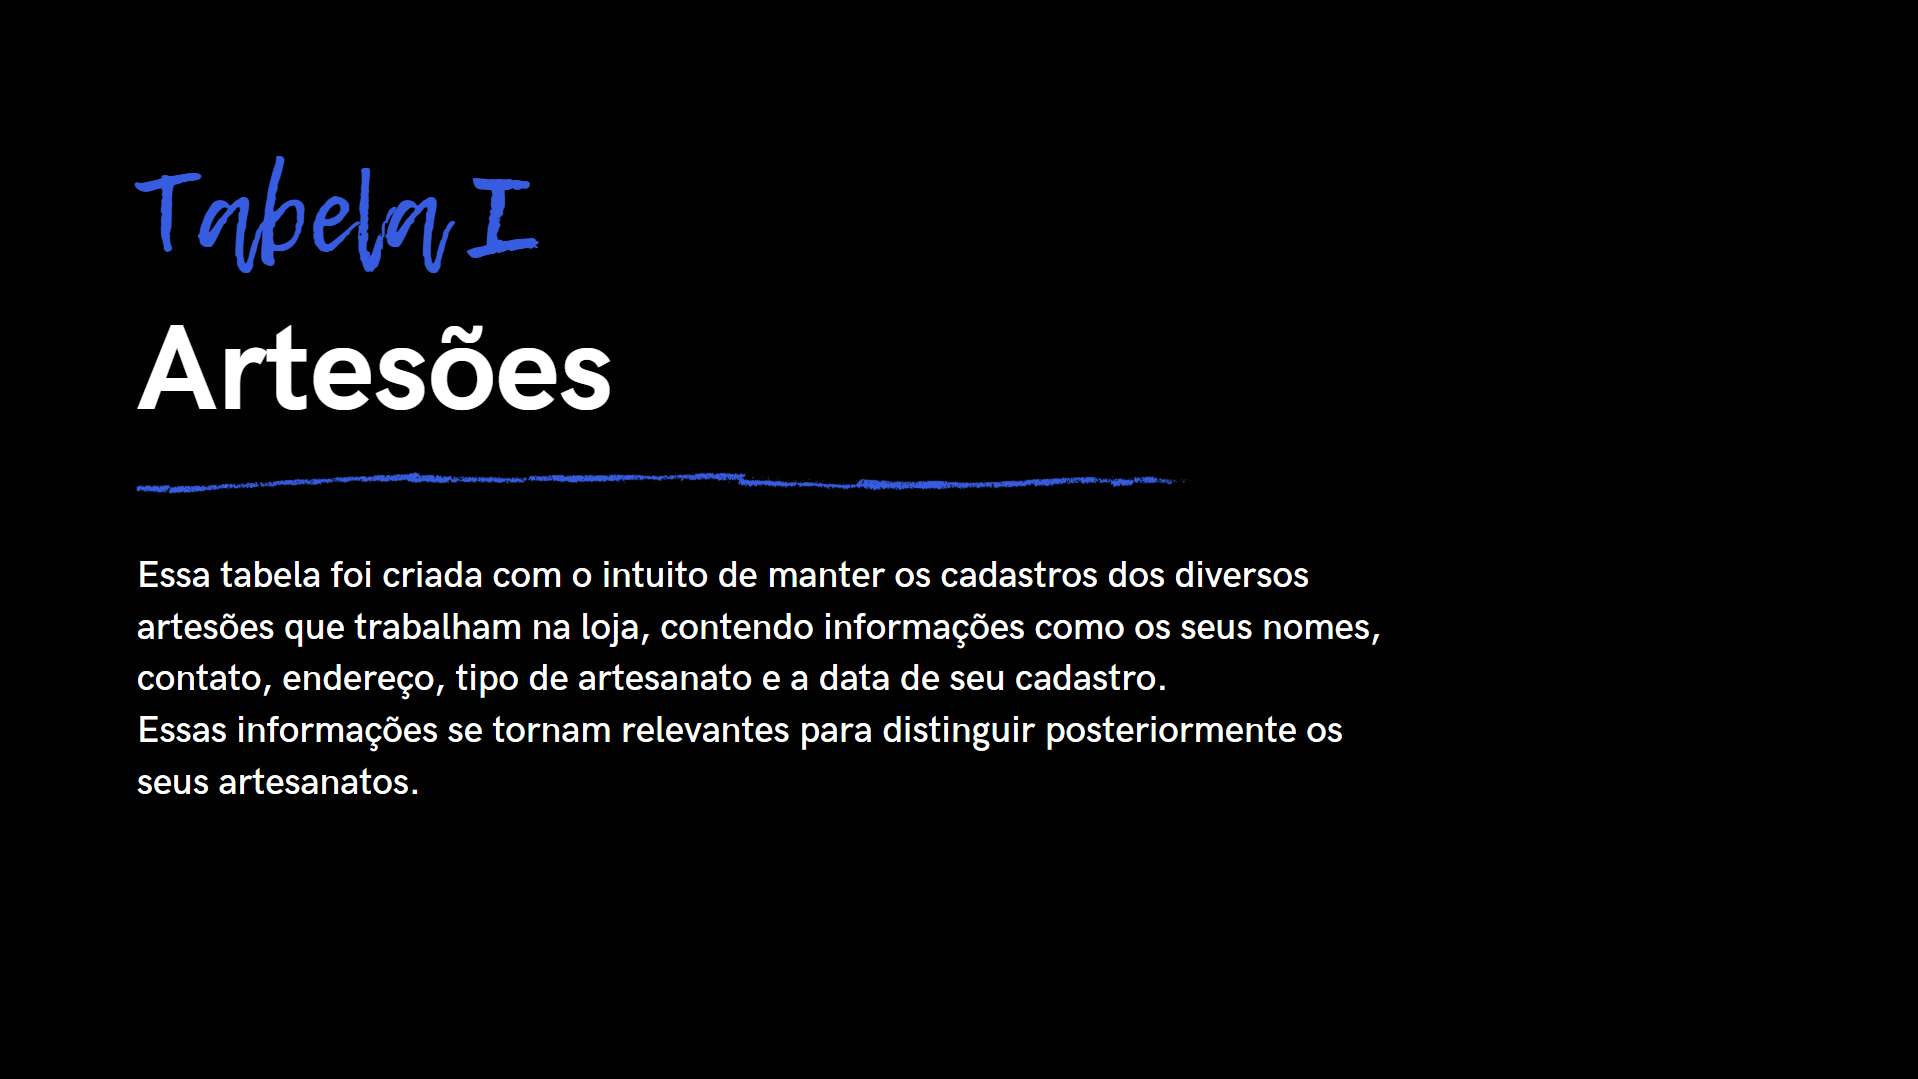 Tabela I
Artesões
Essa tabela foi criada com o intuito de manter os cadastros dos diversos
artesões que trabalham na loja, contendo informações como os seus nomes,
contato, endereço, tipo de artesanato e a data de seu cadastro.
Essas informações se tornam relevantes para distinguir posteriormente os
seus artesanatos.